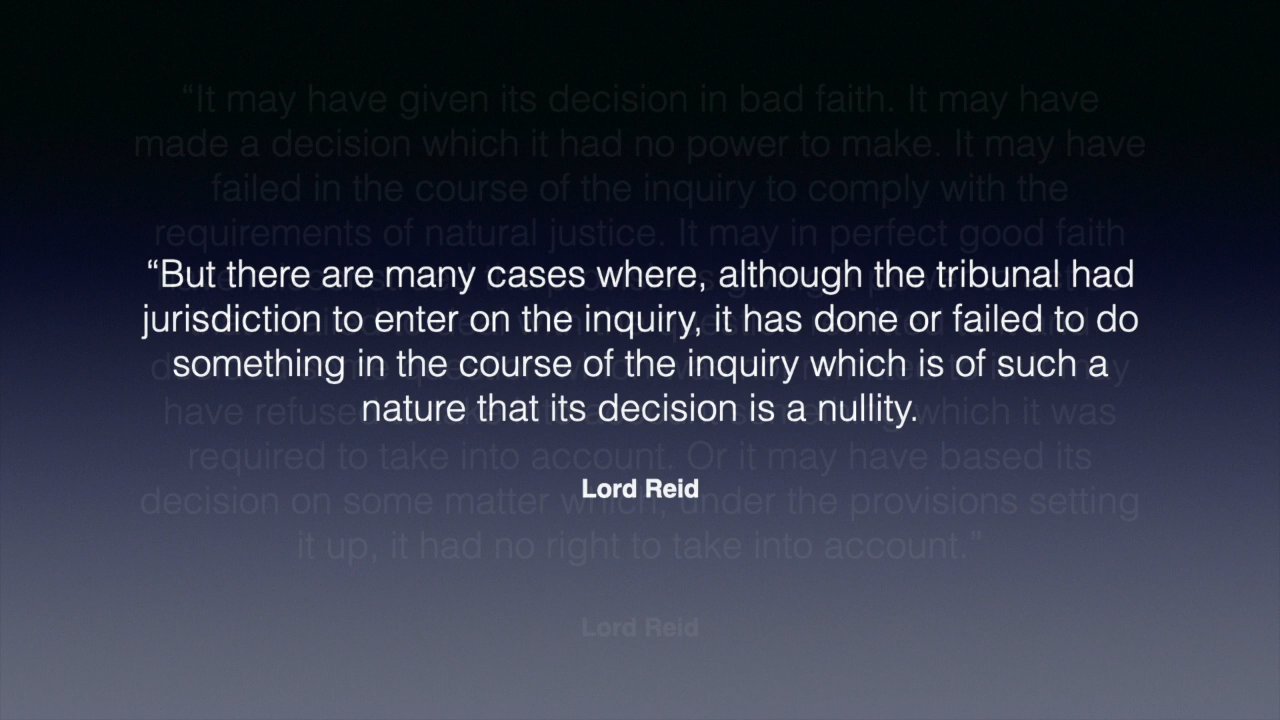 “It may have given its decision in bad faith. It may have
made a decision which it had no power to make. It may have
failed in the course of the inquiry to comply with the
requirements of natural justice. It may in perfect good faith
“But there are many cases where, although the tribunal had
jurisdiction to enter on the inquiry, it has done or failed to do
something in the course of the inquiry which is of such a
nature that its decision is a nullity.
have refused which it was
required to take into account. Or it may have based its
Lord Reid
decision on some matter which, under the provisions setting
it up, it had no right to take into account.”
Lord Reid